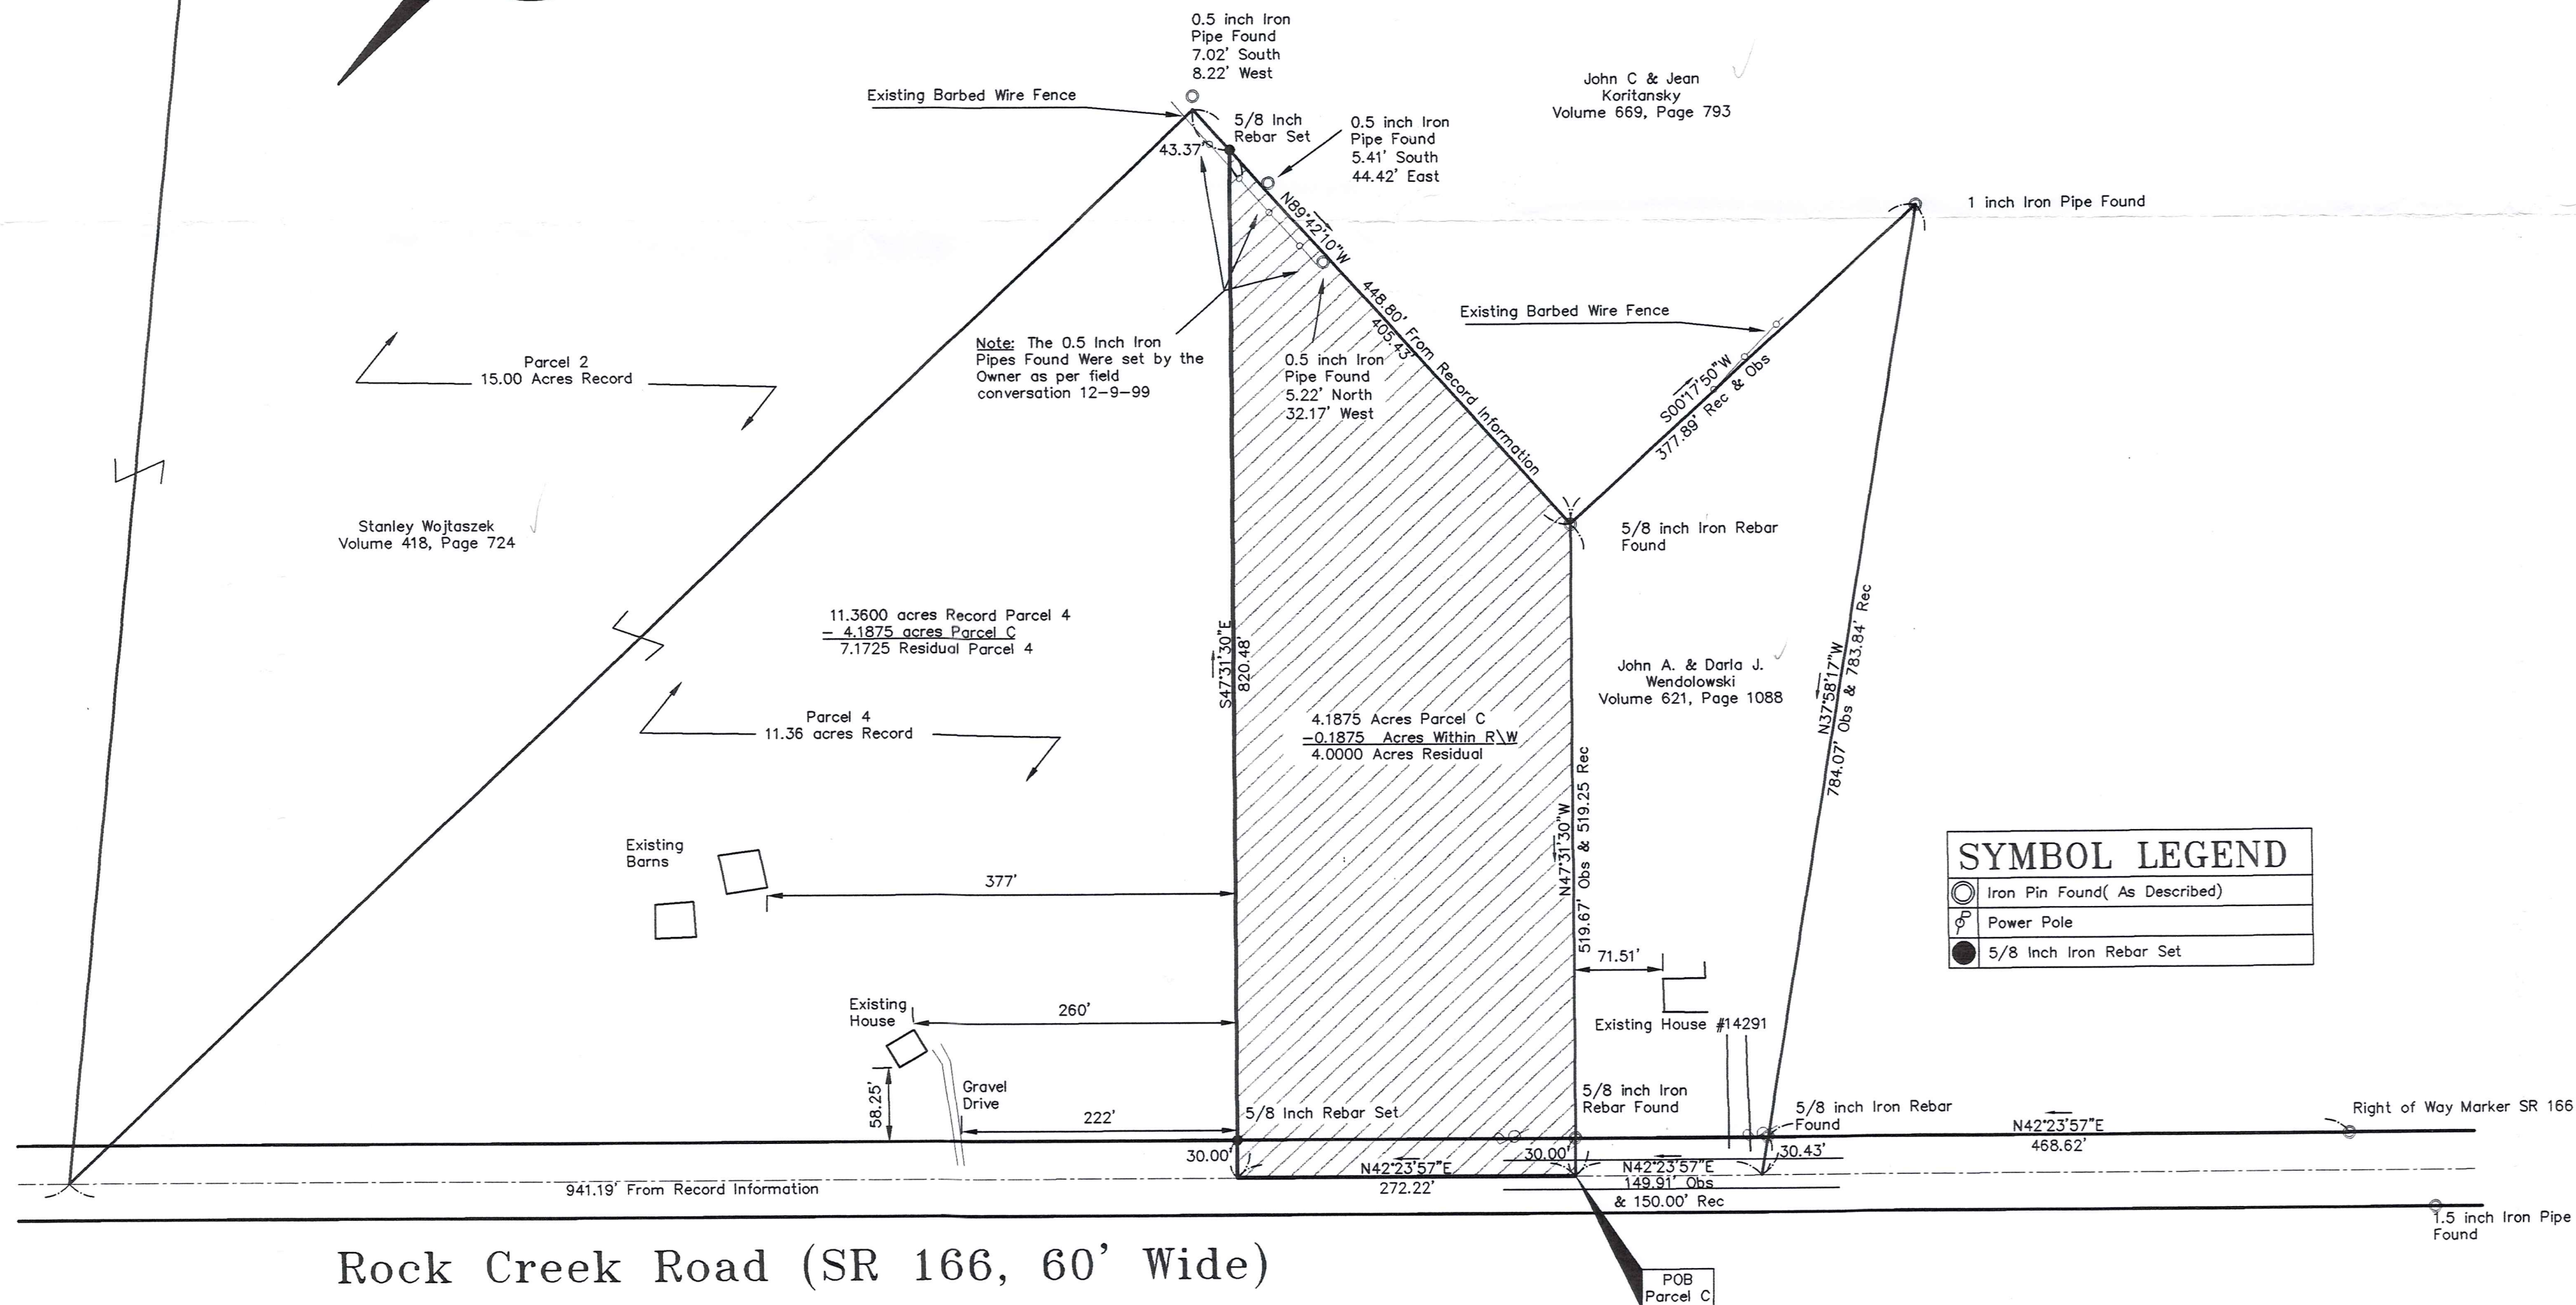 0.5 inch Iron
Pipe Found
7.02' South
8.22' West
Existing Barbed Wire Fence
John C & Jean
Koritansky
Volume 669, Page 793
5/8 Inch
Rebar Set
0.5 inch Iron
Pipe Found
5.41' South
44.42' East
43.37'
1 inch Iron Pipe Found
N89°42'10"W
448.80' From Record Information
405.43'
Existing Barbed Wire Fence
Note: The 0.5 Inch Iron
Pipes Found Were set by the
Owner as per field
conversation 12-9-99
0.5 inch Iron
Pipe Found
5.22' North
32.17' West
S00°17'50"W
377.89' Rec & Obs
Parcel 2
15.00 Acres Record
Stanley Wojtaszek
Volume 418, Page 724
5/8 inch Iron Rebar
Found
11.3600 acres Record Parcel 4
- 4.1875 acres Parcel C
7.1725 Residual Parcel 4
S47°31'30"E
820.48'
John A. & Darla J.
Wendolowski
Volume 621, Page 1088
N37°58'17"W
784.07' Obs & 783.84' Rec
Parcel 4
11.36 acres Record
4.1875 Acres Parcel C
-0.1875 Acres Within R\W
4.0000 Acres Residual
N47°31'30"W
519.67' Obs & 519.25 Rec
Existing
Barns
377'
SYMBOL LEGEND
Iron Pin Found( As Described)
Power Pole
5/8 Inch Iron Rebar Set
71.51'
Existing
House
260'
Existing House #14291
58.25'
Gravel
Drive
222'
5/8 Inch Rebar Set
5/8 inch Iron
Rebar Found
5/8 inch Iron Rebar
Found
Right of Way Marker SR 166
N42°23'57"E
468.62'
30.00'
30.00'
30.43'
N42°23'57"E
272.22'
N42°23'57"E
149.91' Obs
& 150.00' Rec
941.19' From Record Information
1.5 inch Iron Pipe
Found
Rock Creek Road (SR 166, 60' Wide)
POB
Parcel C